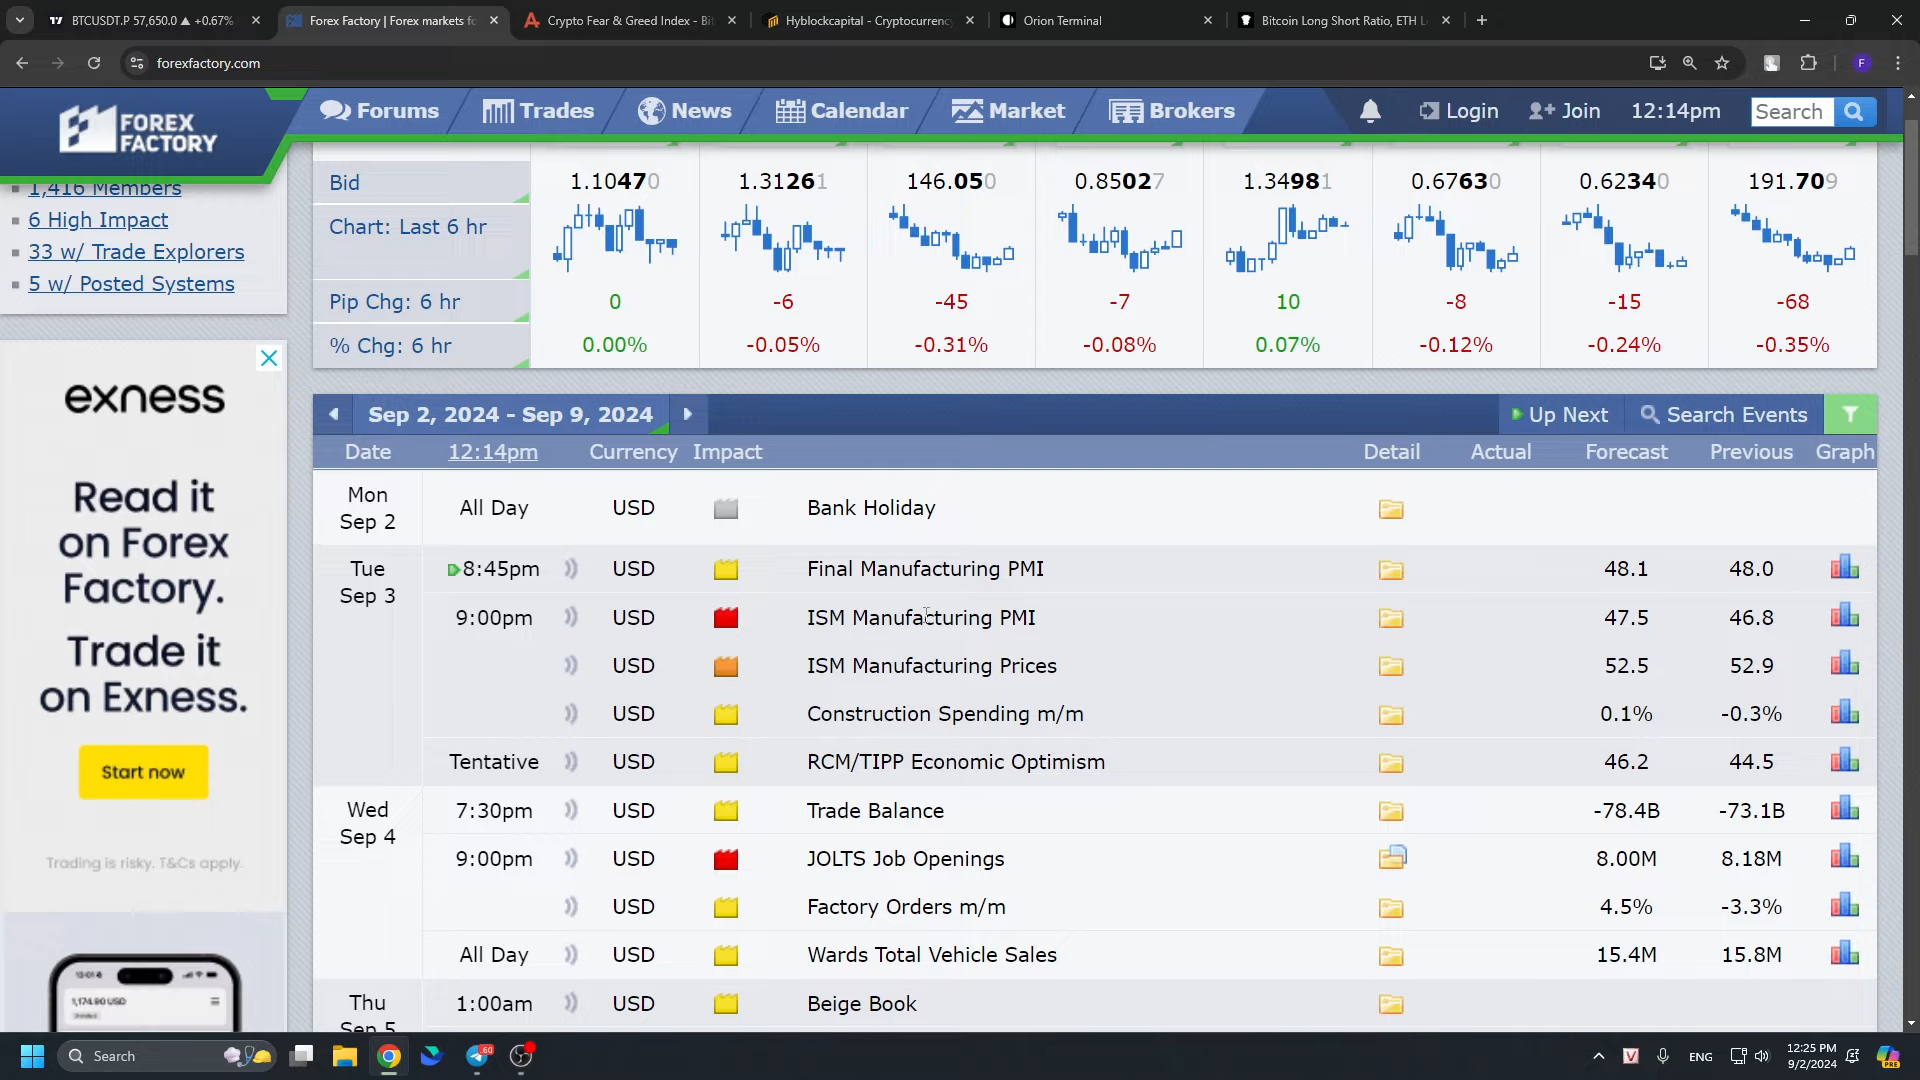 BTCUSDT.P 57,650.0 ▲ +0.67%
Forex Factory | Forex markets fo
Crypto Fear & Greed Index - Bit
Hyblockcapital - Cryptocurrency
Orion Terminal
Bitcoin Long Short Ratio, ETH L
forexfactory.com
F
FOREX FACTORY
Forums
Trades
News
Calendar
Market
Brokers
Login
Join
12:14pm
Search
1,416 Members
6 High Impact
33 w/ Trade Explorers
5 w/ Posted Systems
Bid 1.10470 1.31261 146.050 0.85027 1.34981 0.67630 0.62340 191.709
Chart: Last 6 hr
Pip Chg: 6 hr 0 -6 -45 -7 10 -8 -15 -68
% Chg: 6 hr 0.00% -0.05% -0.31% -0.08% 0.07% -0.12% -0.24% -0.35%
exness
Read it
on Forex
Factory.
Trade it
on Exness.
Start now
Trading is risky. T&Cs apply.
1,174.90 USD
Sep 2, 2024 - Sep 9, 2024
Up Next
Search Events
Date 12:14pm Currency Impact Detail Actual Forecast Previous Graph
Mon
Sep 2
All Day USD Bank Holiday
Tue
Sep 3
8:45pm USD Final Manufacturing PMI 48.1 48.0
9:00pm USD ISM Manufacturing PMI 47.5 46.8
USD ISM Manufacturing Prices 52.5 52.9
USD Construction Spending m/m 0.1% -0.3%
Tentative USD RCM/TIPP Economic Optimism 46.2 44.5
Wed
Sep 4
7:30pm USD Trade Balance -78.4B -73.1B
9:00pm USD JOLTS Job Openings 8.00M 8.18M
USD Factory Orders m/m 4.5% -3.3%
All Day USD Wards Total Vehicle Sales 15.4M 15.8M
Thu
Sep 5
1:00am USD Beige Book
Search
60
V
ENG
12:25 PM
9/2/2024
PRE